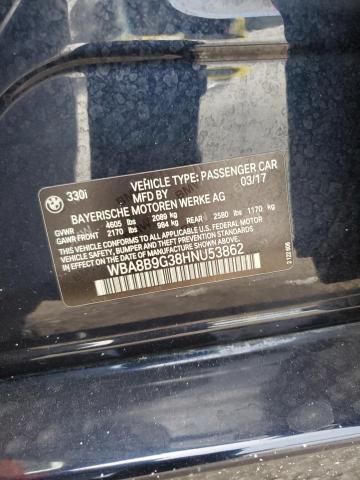 330i
VEHICLE TYPE: PASSENGER CAR
MFD BY 03/17
BAYERISCHE MOTOREN WERKE AG
GVWR 4605 lbs 2089 kg
GAWR FRONT 2170 lbs 984 kg REAR 2580 lbs 1170 kg
THIS VEHICLE CONFORMS TO ALL APPLICABLE FEDERAL MOTOR
VEHICLE SAFETY, BUMPER AND THEFT PREVENTION STANDARDS
IN EFFECT ON THE DATE OF MANUFACTURE SHOWN ABOVE.
WBA8B9G38HNU53862